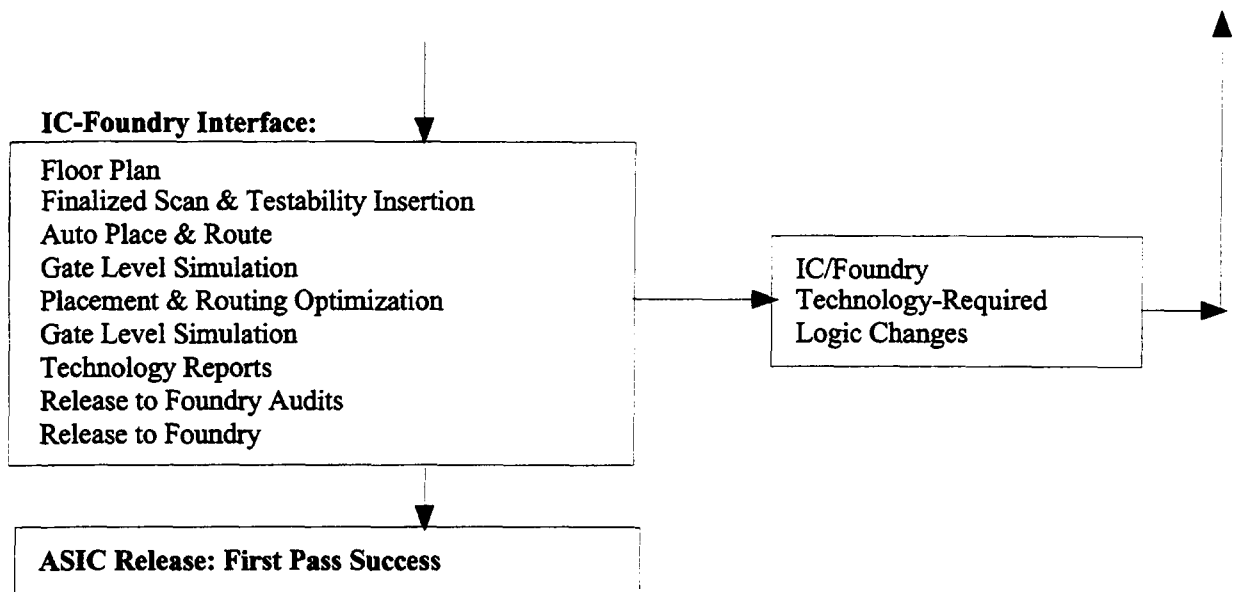 IC-Foundry Interface:
Floor Plan
Finalized Scan & Testability Insertion
Auto Place & Route
Gate Level Simulation
Placement & Routing Optimization
Gate Level Simulation
Technology Reports
Release to Foundry Audits
Release to Foundry
IC/Foundry
Technology-Required
Logic Changes
ASIC Release: First Pass Success